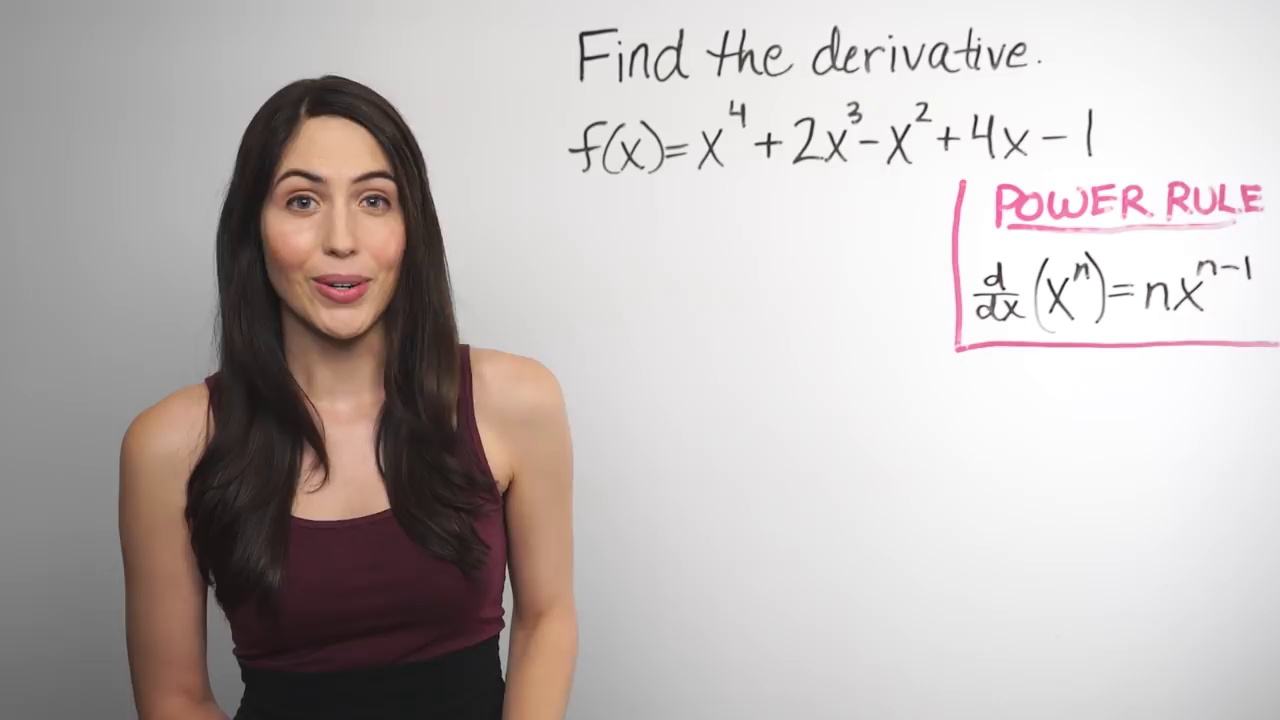 Find the derivative.
f(x)=x⁴+2x³-x²+4x-1
POWER RULE
d/dx (xⁿ)=nxⁿ⁻¹